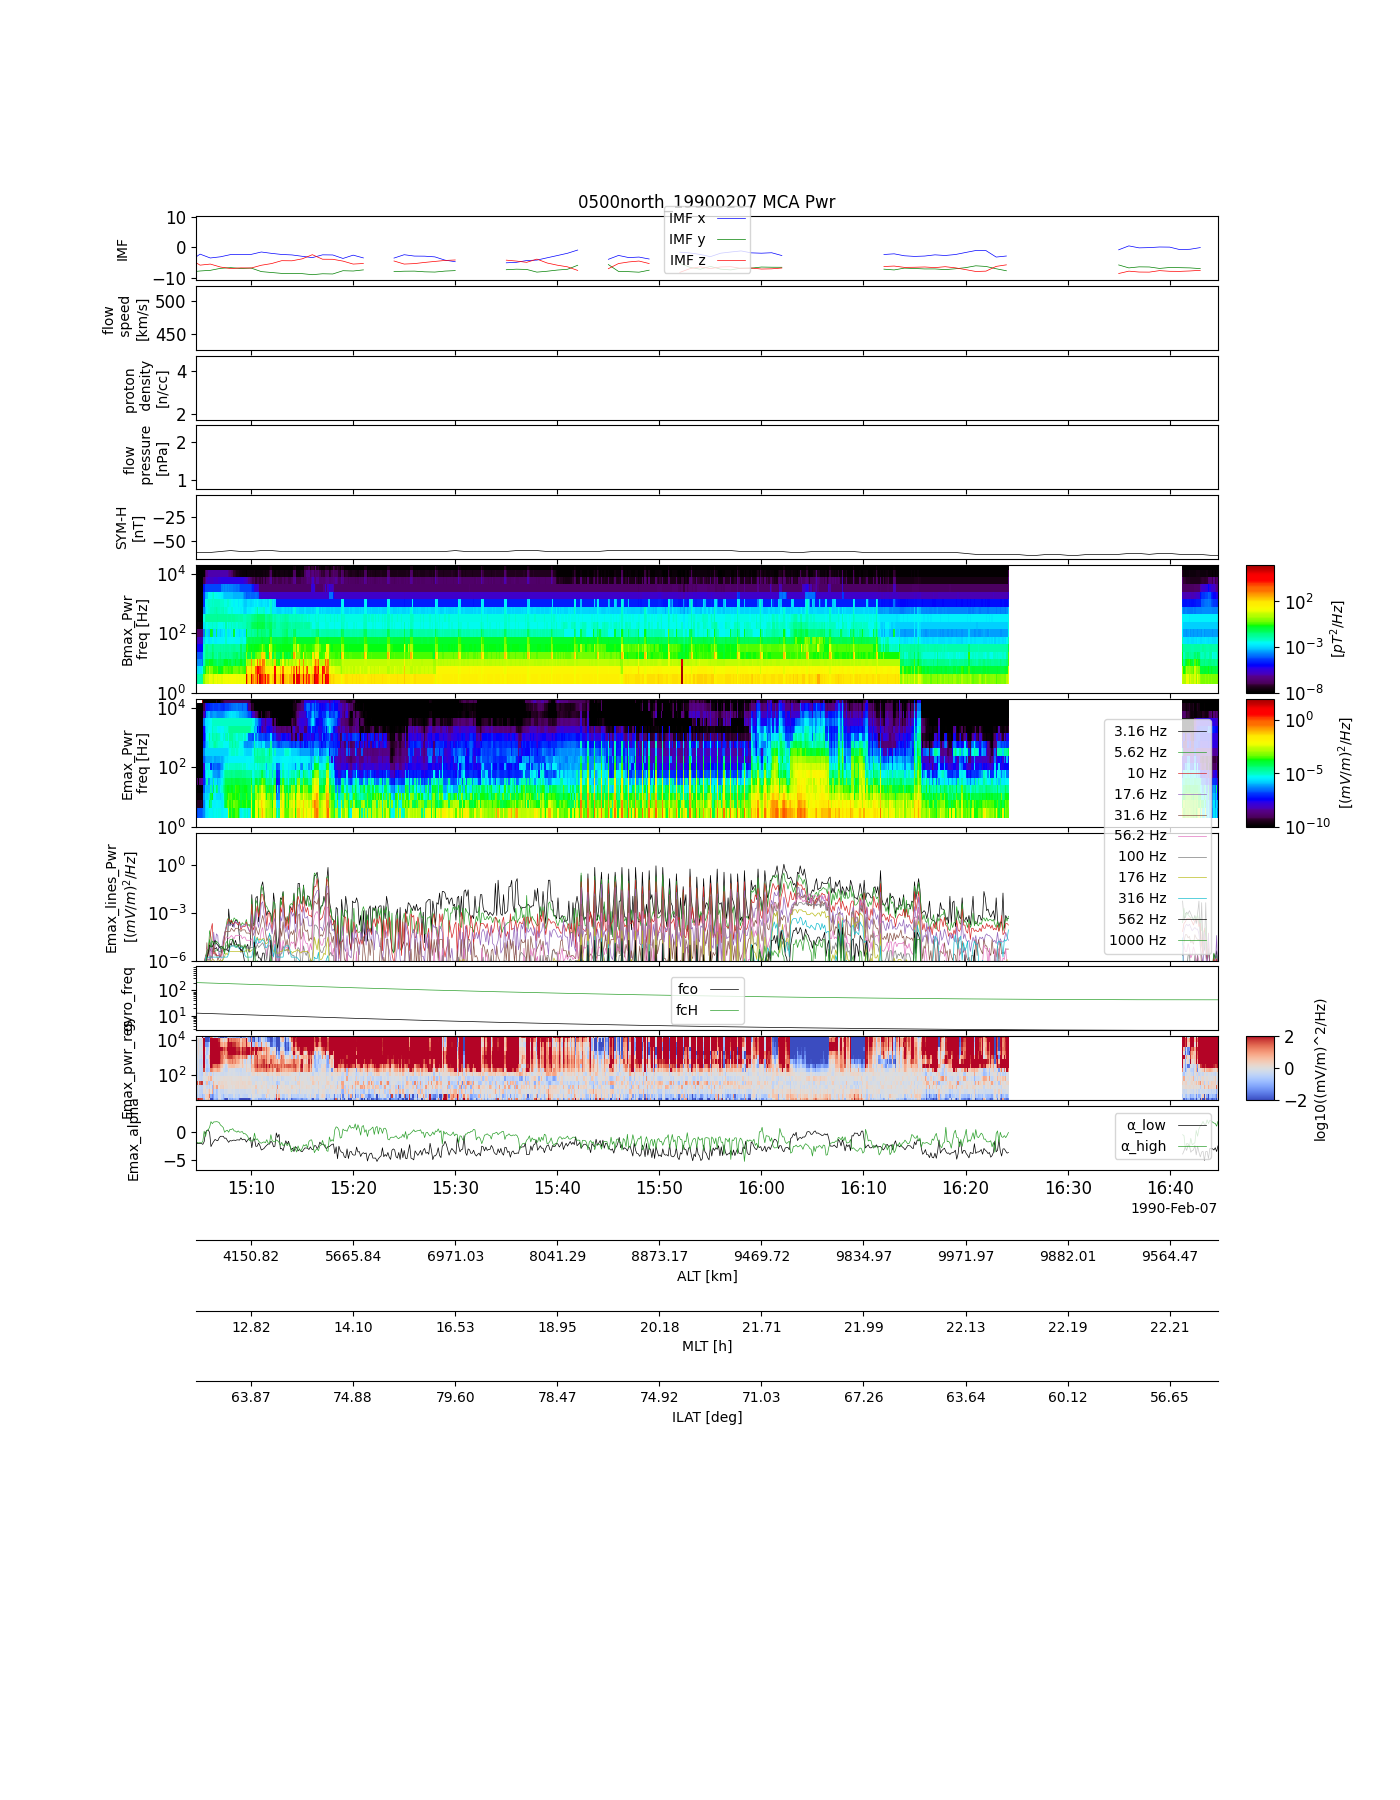 0500north_19900207 MCA Pwr
IMF
10
0
−10
IMF x
IMF y
IMF z
flow
speed
[km/s]
500
450
proton
density
[n/cc]
4
2
flow
pressure
[nPa]
2
1
SYM-H
[nT]
−25
−50
Bmax_Pwr
freq [Hz]
10^4
10^2
10^0
10^2
10^−3
10^−8
[pT^2/Hz]
Emax_Pwr
freq [Hz]
10^4
10^2
10^0
10^0
10^−5
10^−10
[(mV/m)^2/Hz]
3.16 Hz
5.62 Hz
10 Hz
17.6 Hz
31.6 Hz
56.2 Hz
100 Hz
176 Hz
316 Hz
562 Hz
1000 Hz
Emax_lines_Pwr
[(mV/m)^2/Hz]
10^0
10^−3
10^−6
gyro_freq
10^2
10^1
fco
fcH
Emax_pwr_reg
10^4
10^2
2
0
−2
log10((mV/m)^2/Hz)
Emax_alpha
0
−5
α_low
α_high
15:10 15:20 15:30 15:40 15:50 16:00 16:10 16:20 16:30 16:40
1990-Feb-07
4150.82 5665.84 6971.03 8041.29 8873.17 9469.72 9834.97 9971.97 9882.01 9564.47
ALT [km]
12.82 14.10 16.53 18.95 20.18 21.71 21.99 22.13 22.19 22.21
MLT [h]
63.87 74.88 79.60 78.47 74.92 71.03 67.26 63.64 60.12 56.65
ILAT [deg]